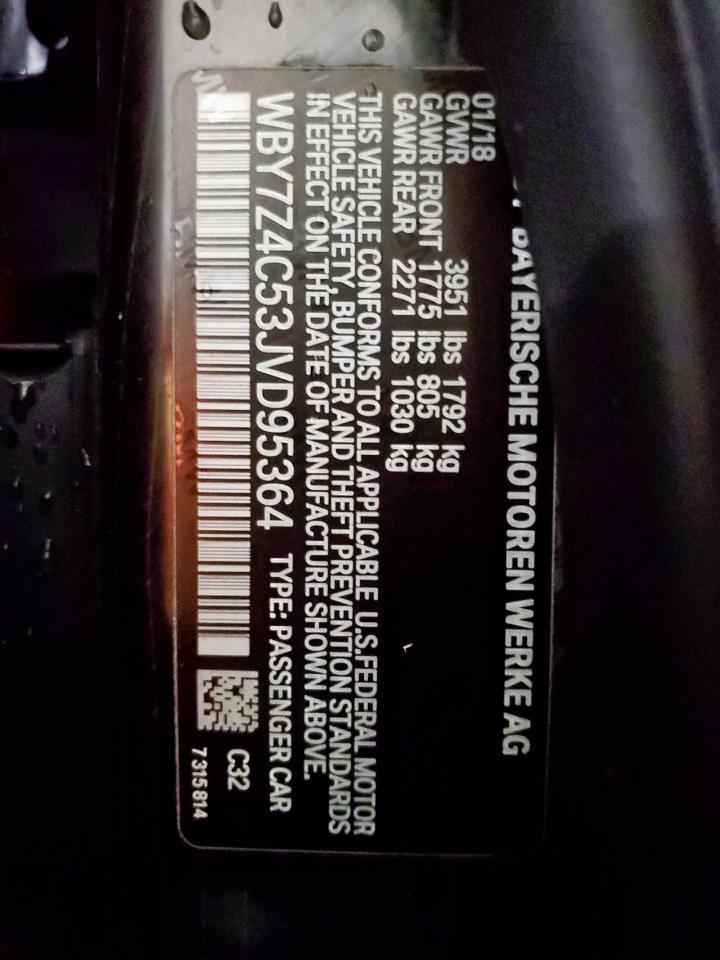 BAYERISCHE MOTOREN WERKE AG
01/18
GVWR 3951 lbs 1792 kg
GAWR FRONT 1775 lbs 805 kg
GAWR REAR 2271 lbs 1030 kg
THIS VEHICLE CONFORMS TO ALL APPLICABLE U.S.FEDERAL MOTOR
VEHICLE SAFETY, BUMPER AND THEFT PREVENTION STANDARDS
IN EFFECT ON THE DATE OF MANUFACTURE SHOWN ABOVE.
WBY7Z4C53JVD95364 TYPE: PASSENGER CAR
C32
7315814